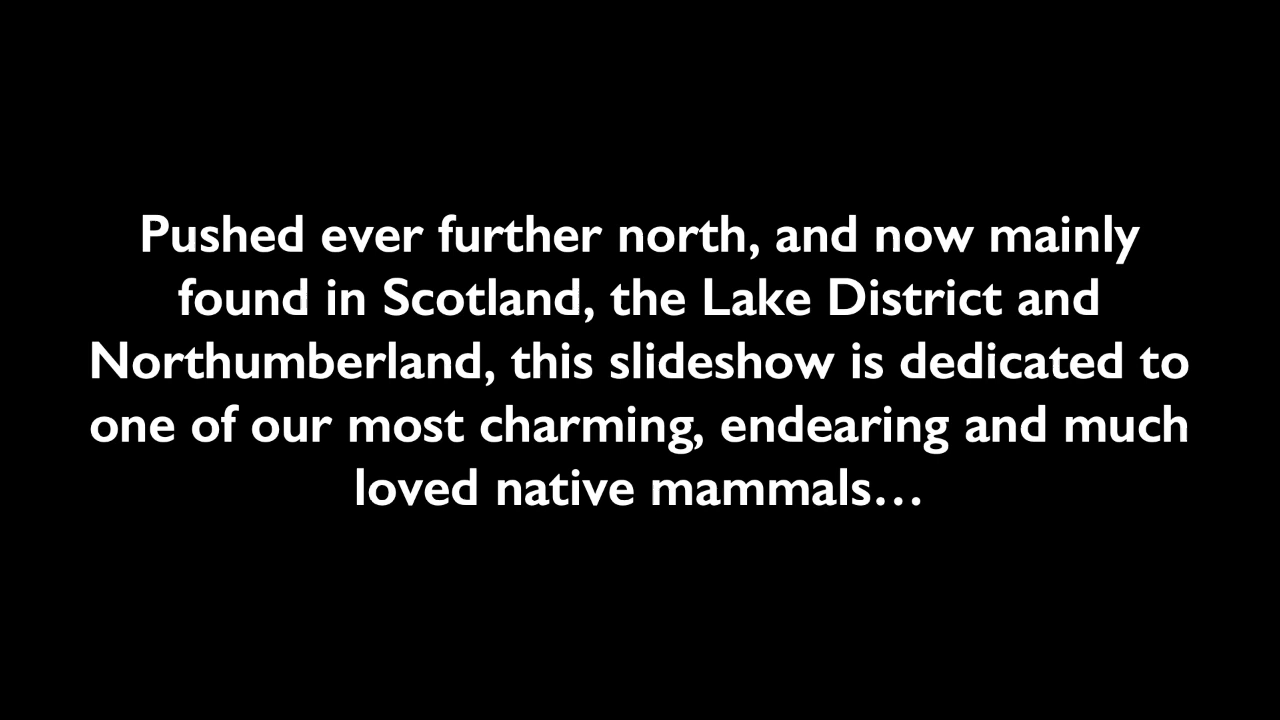 Pushed ever further north, and now mainly
found in Scotland, the Lake District and
Northumberland, this slideshow is dedicated to
one of our most charming, endearing and much
loved native mammals…